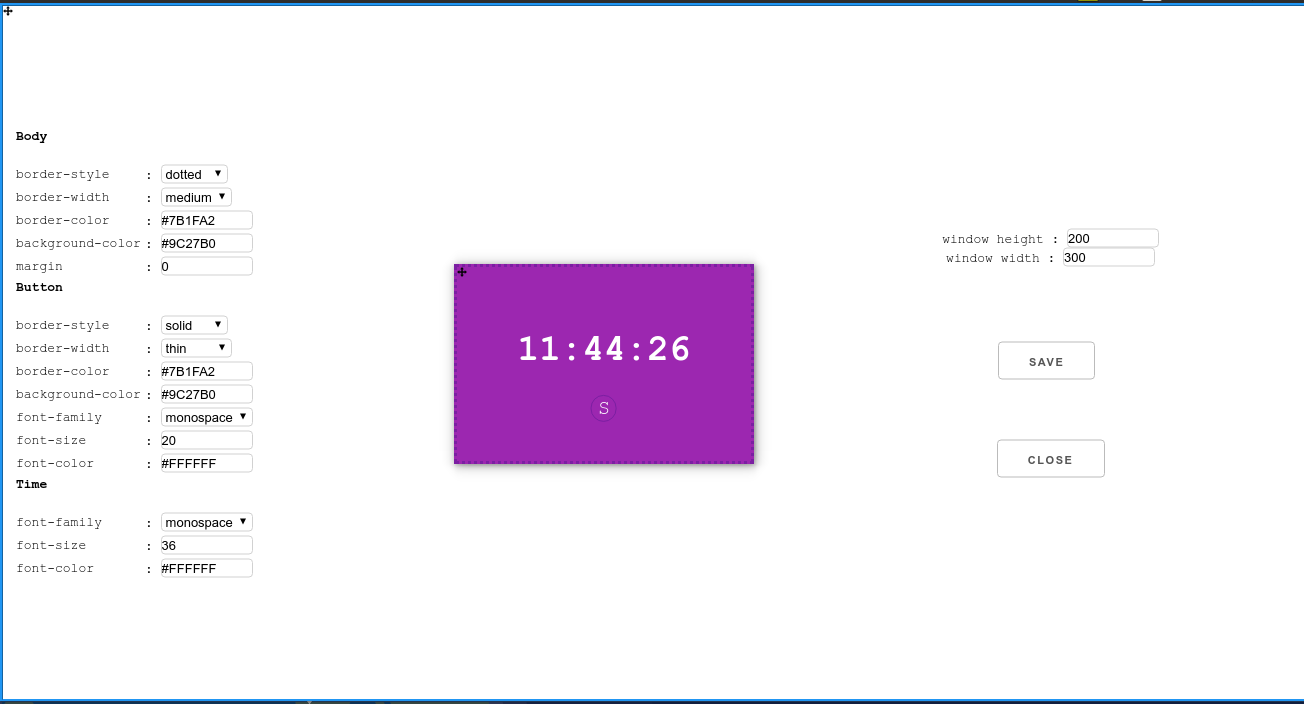 Body
border-style : dotted
border-width : medium
border-color : #7B1FA2
background-color : #9C27B0
margin : 0
Button
border-style : solid
border-width : thin
border-color : #7B1FA2
background-color : #9C27B0
font-family : monospace
font-size : 20
font-color : #FFFFFF
Time
font-family : monospace
font-size : 36
font-color : #FFFFFF
11:44:26
S
window height : 200
window width : 300
SAVE
CLOSE